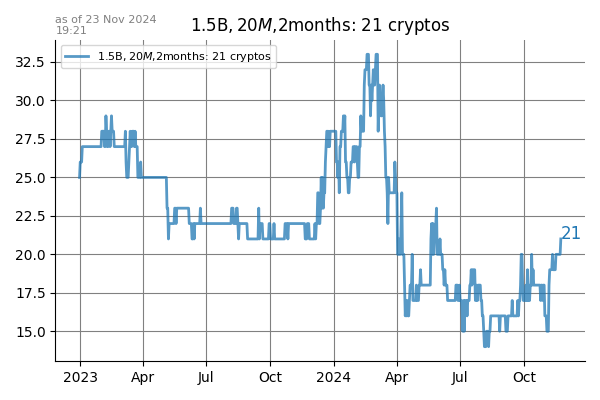 as of 23 Nov 2024
19:21
1.5B, 20M,2months: 21 cryptos
1.5B, 20M,2months: 21 cryptos
32.5
30.0
27.5
25.0
22.5
20.0
17.5
15.0
21
2023 Apr Jul Oct 2024 Apr Jul Oct